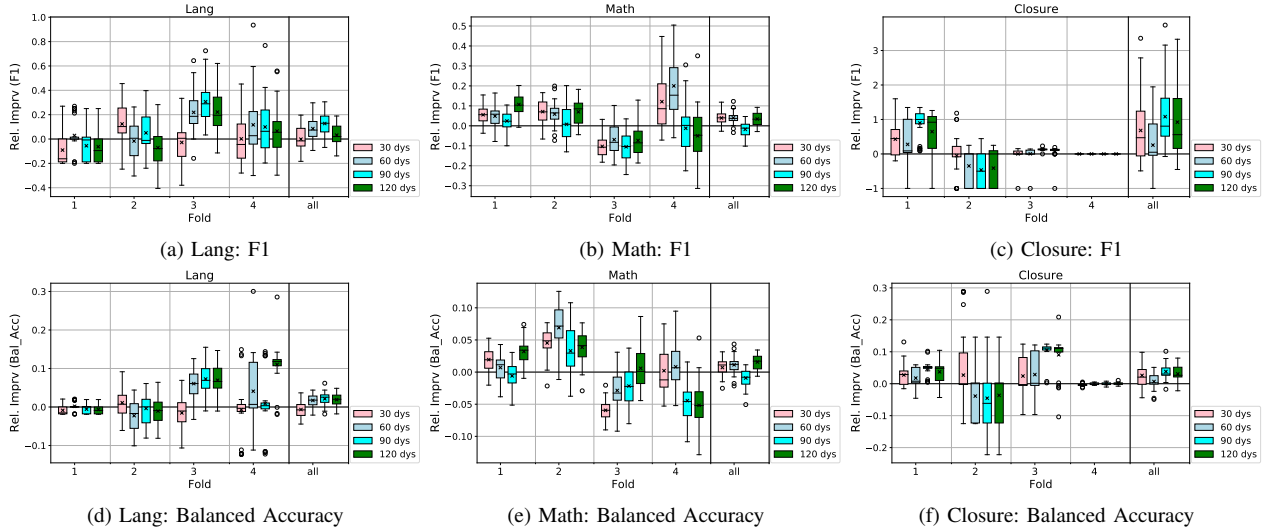 Lang
Rel. Imprv (F1)
1.0
0.8
0.6
0.4
0.2
0.0
−0.2
−0.4
1
2
3
4
all
Fold
30 dys
60 dys
90 dys
120 dys
(a) Lang: F1
Math
Rel. Imprv (F1)
0.5
0.4
0.3
0.2
0.1
0.0
−0.1
−0.2
−0.3
1
2
3
4
all
Fold
30 dys
60 dys
90 dys
120 dys
(b) Math: F1
Closure
Rel. Imprv (F1)
3
2
1
0
−1
1
2
3
4
all
Fold
30 dys
60 dys
90 dys
120 dys
(c) Closure: F1
Lang
Rel. Imprv (Bal_Acc)
0.3
0.2
0.1
0.0
−0.1
1
2
3
4
all
Fold
30 dys
60 dys
90 dys
120 dys
(d) Lang: Balanced Accuracy
Math
Rel. Imprv (Bal_Acc)
0.10
0.05
0.00
−0.05
−0.10
1
2
3
4
all
Fold
30 dys
60 dys
90 dys
120 dys
(e) Math: Balanced Accuracy
Closure
Rel. Imprv (Bal_Acc)
0.3
0.2
0.1
0.0
−0.1
−0.2
1
2
3
4
all
Fold
30 dys
60 dys
90 dys
120 dys
(f) Closure: Balanced Accuracy